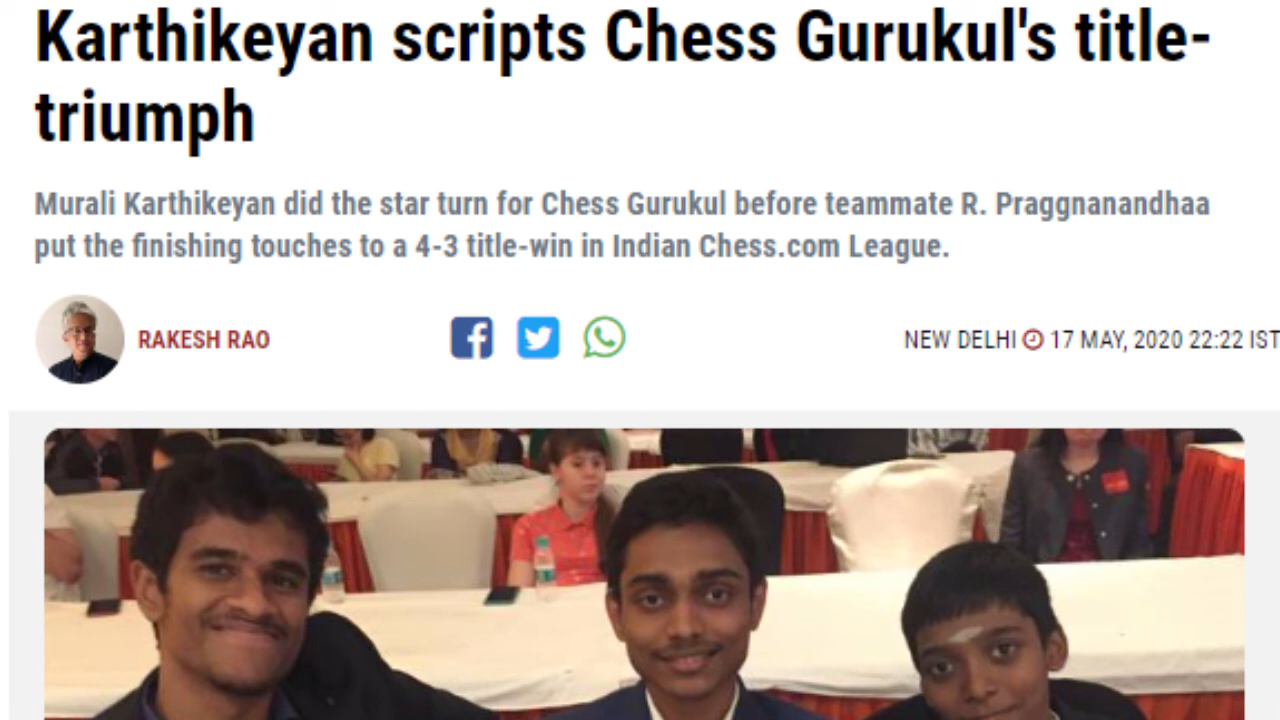 Karthikeyan scripts Chess Gurukul's title-
triumph
Murali Karthikeyan did the star turn for Chess Gurukul before teammate R. Praggnanandhaa
put the finishing touches to a 4-3 title-win in Indian Chess.com League.
RAKESH RAO
NEW DELHI 17 MAY, 2020 22:22 IST